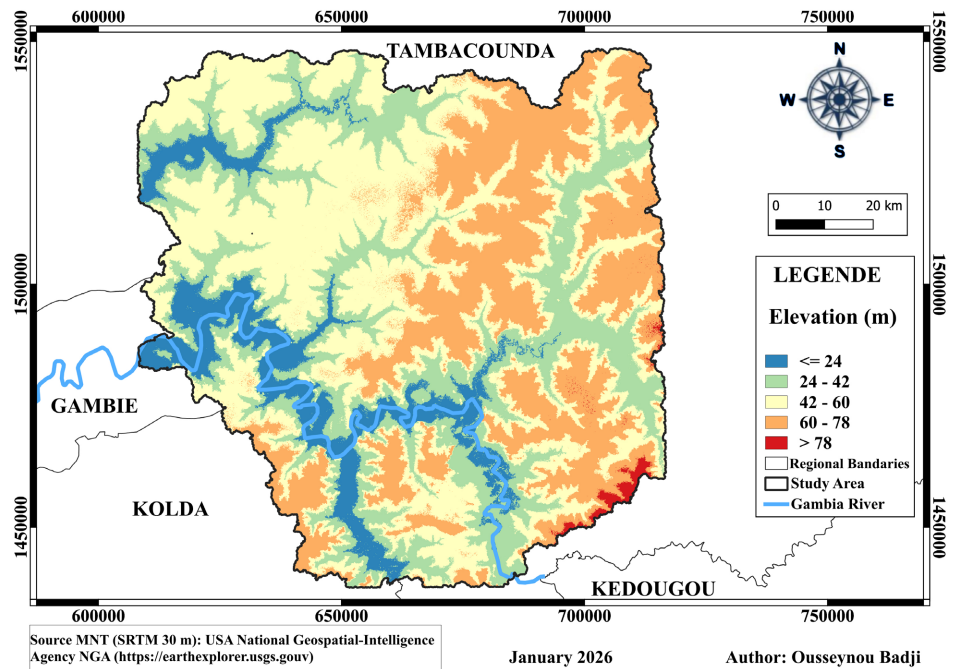 600000 650000 700000 750000
1550000
1550000
TAMBACOUNDA
N
W E
S
0 10 20 km
1500000
1500000
LEGENDE
Elevation (m)
<= 24
24 - 42
42 - 60
60 - 78
> 78
Regional Bandaries
Study Area
Gambia River
GAMBIE
KOLDA
1450000
1450000
KEDOUGOU
600000 650000 700000 750000
Source MNT (SRTM 30 m): USA National Geospatial-Intelligence
Agency NGA (https://earthexplorer.usgs.gouv)
January 2026
Author: Ousseynou Badji